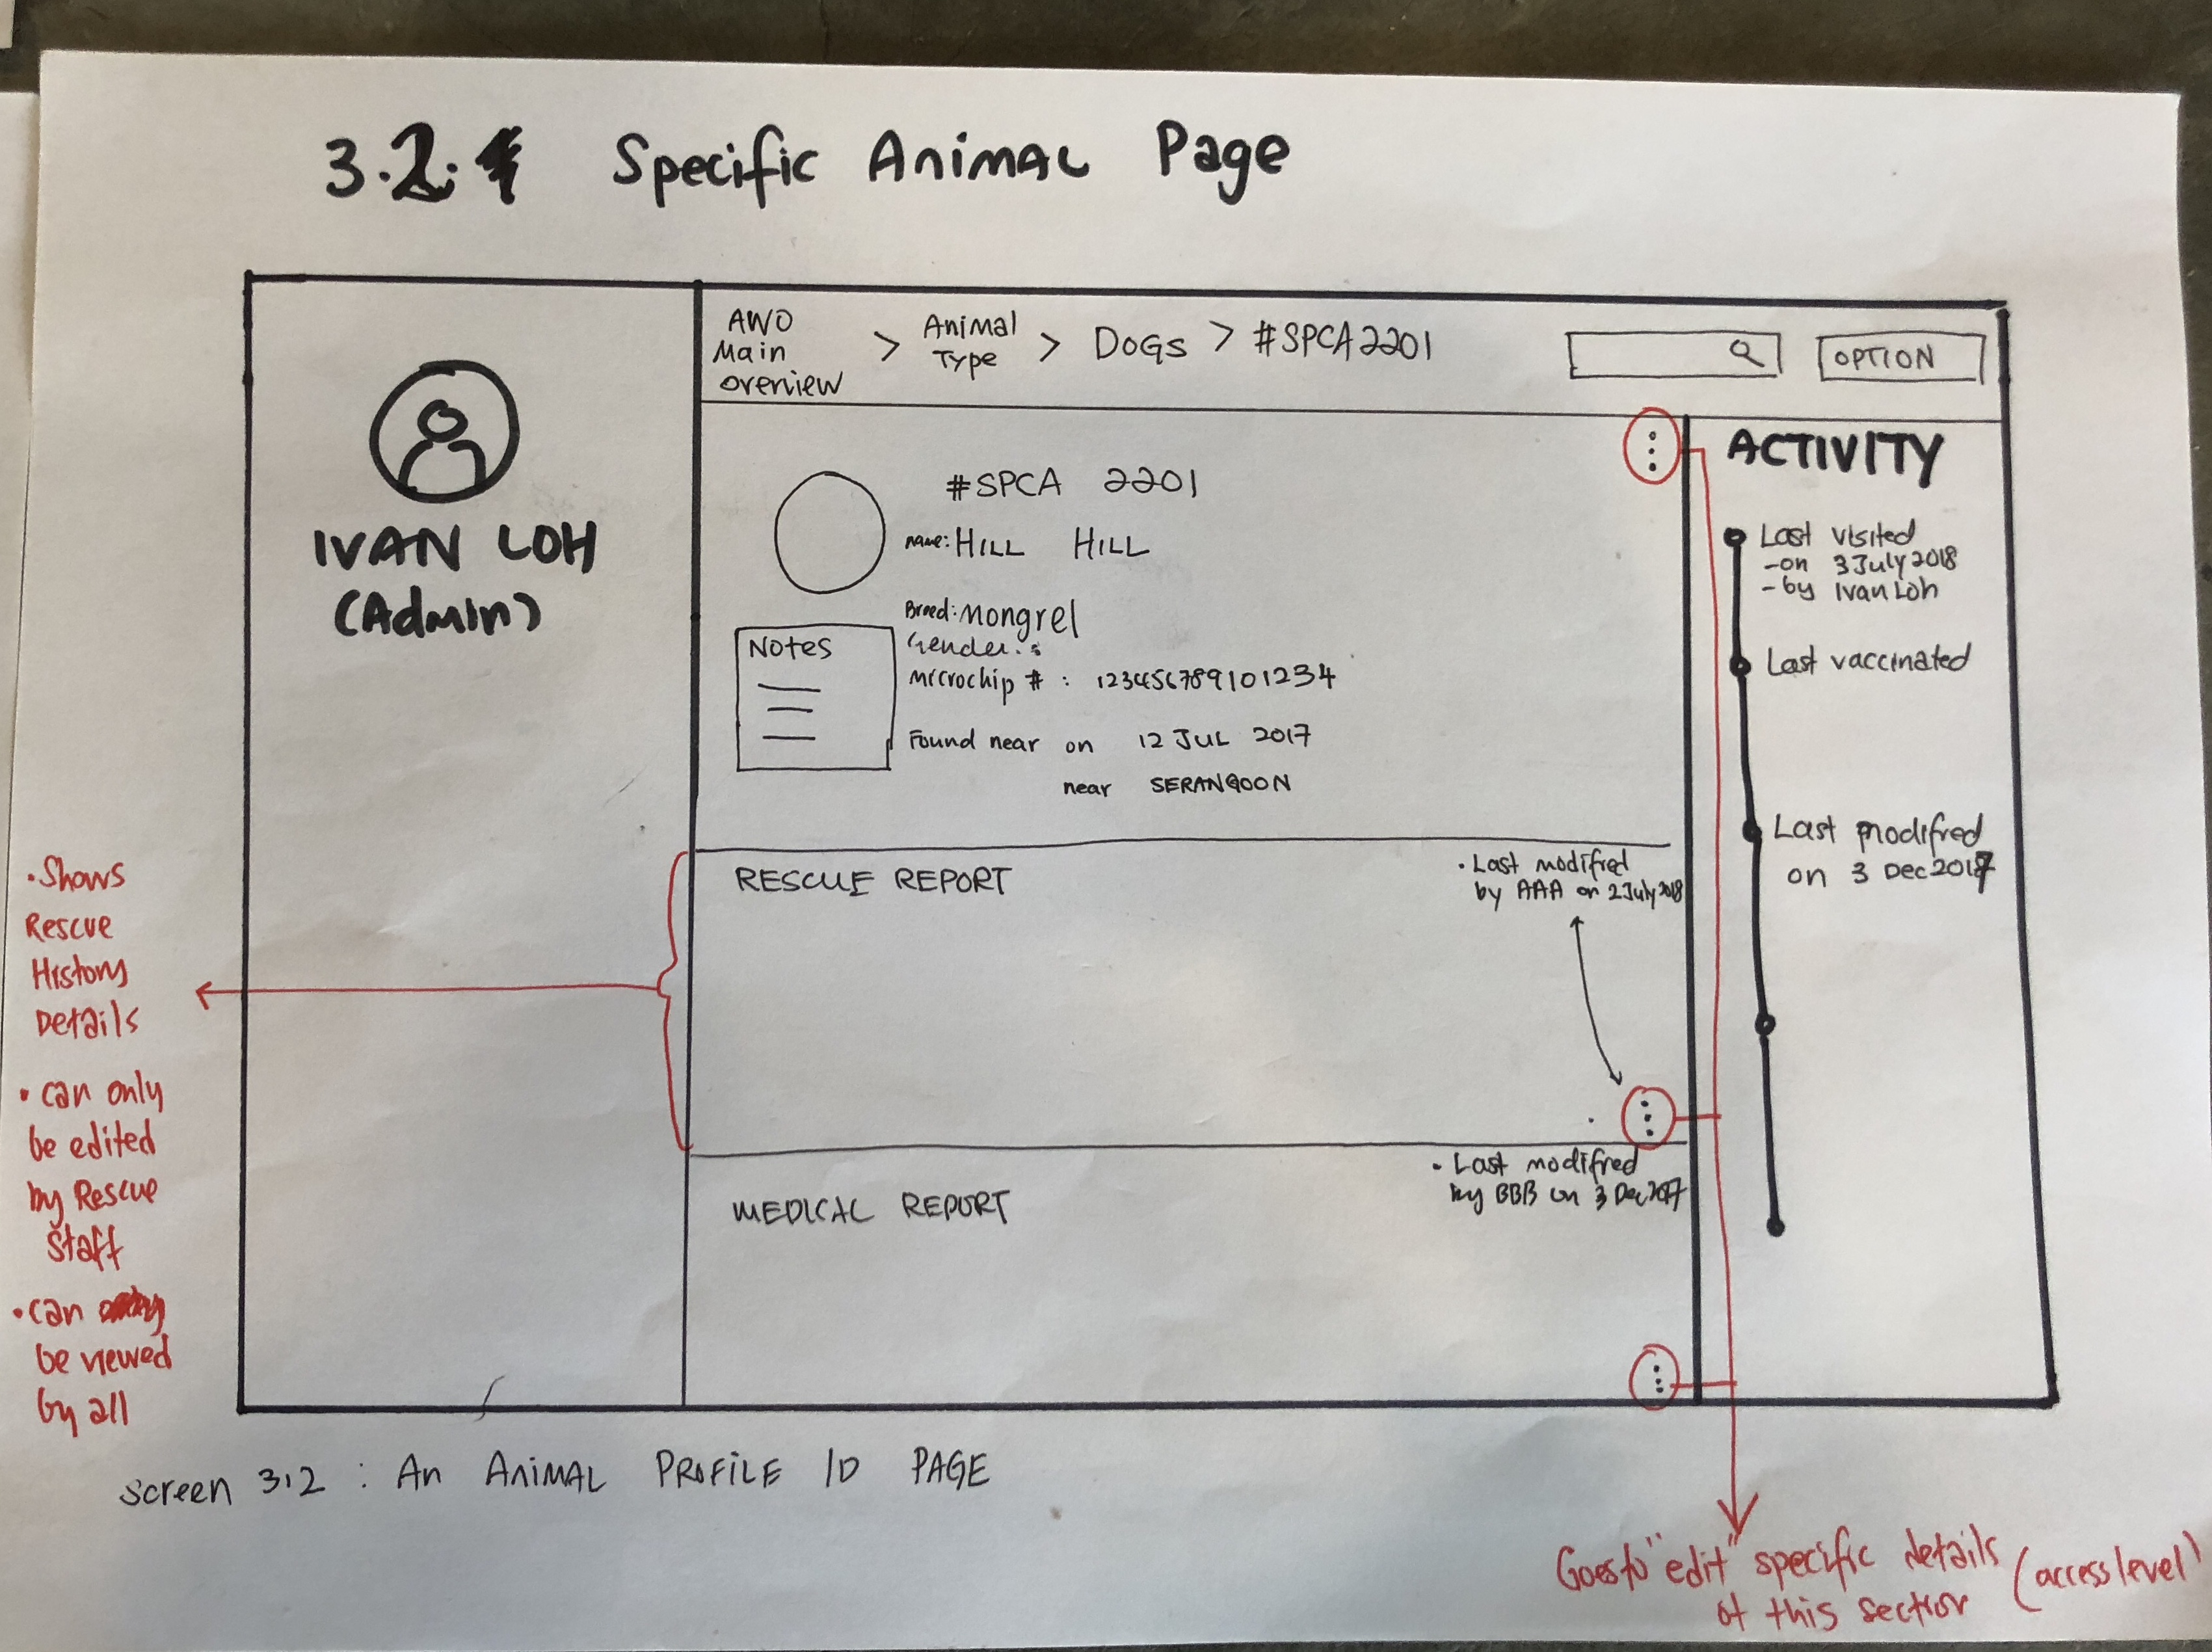 3.2. Specific Animal Page
AWO
Main
overview
> Animal
Type
> DOGS > #SPCA2201
OPTION
IVAN LOH
(Admin)
#SPCA 2201
name: HILL HILL
Breed: Mongrel
Gender:
Microchip # : 123456789101234
Found near on 12 JUL 2017
near SERANGOON
Notes
RESCUE REPORT
• Last modified
by AAA on 2 July 2018
MEDICAL REPORT
• Last modified
by BBB on 3 Dec 2017
ACTIVITY
Last visited
- on 3 July 2018
- by Ivan Loh
Last vaccinated
Last modified
on 3 Dec 2017
• Shows
Rescue
History
Details
• can only
be edited
by Rescue
Staff
• can
be viewed
by all
Screen 3.2 : An ANIMAL PROFILE ID PAGE
Goes to "edit" specific details
of this section
(access level)